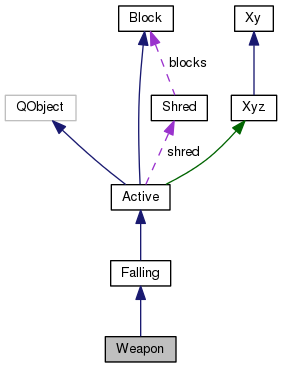 Block
Xy
blocks
QObject
Shred
Xyz
shred
Active
Falling
Weapon